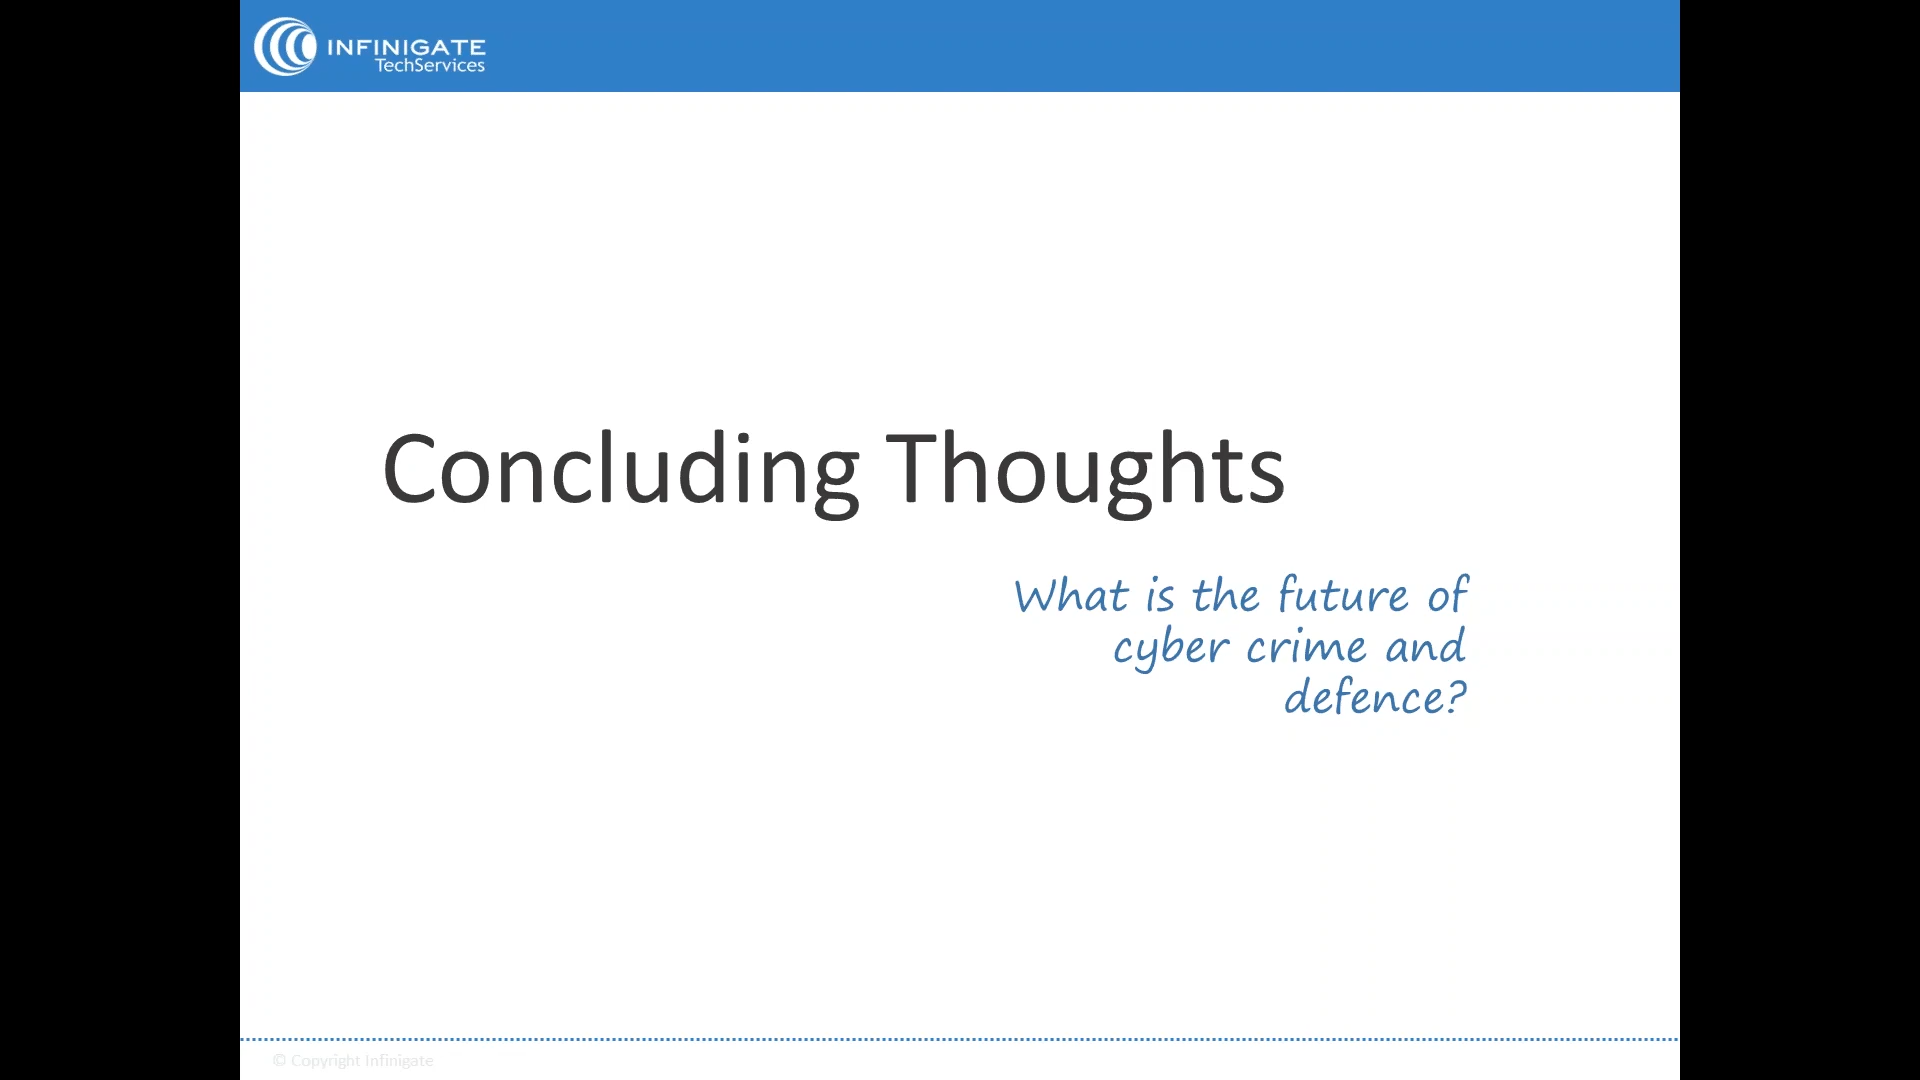 INFINIGATE
TechServices
Concluding Thoughts
What is the future of
cyber crime and
defence?
© Copyright Infinigate